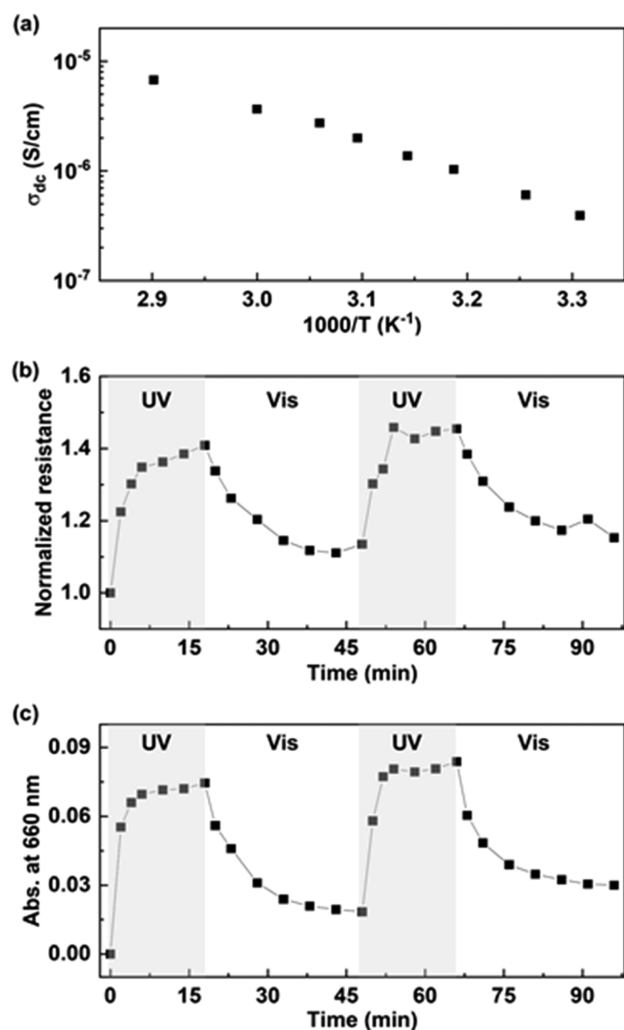 (a)
10⁻⁵
10⁻⁶
10⁻⁷
σdc (S/cm)
2.9 3.0 3.1 3.2 3.3
1000/T (K⁻¹)
(b)
UV Vis UV Vis
1.6
1.4
1.2
1.0
Normalized resistance
0 15 30 45 60 75 90
Time (min)
(c)
UV Vis UV Vis
0.09
0.06
0.03
0.00
Abs. at 660 nm
0 15 30 45 60 75 90
Time (min)